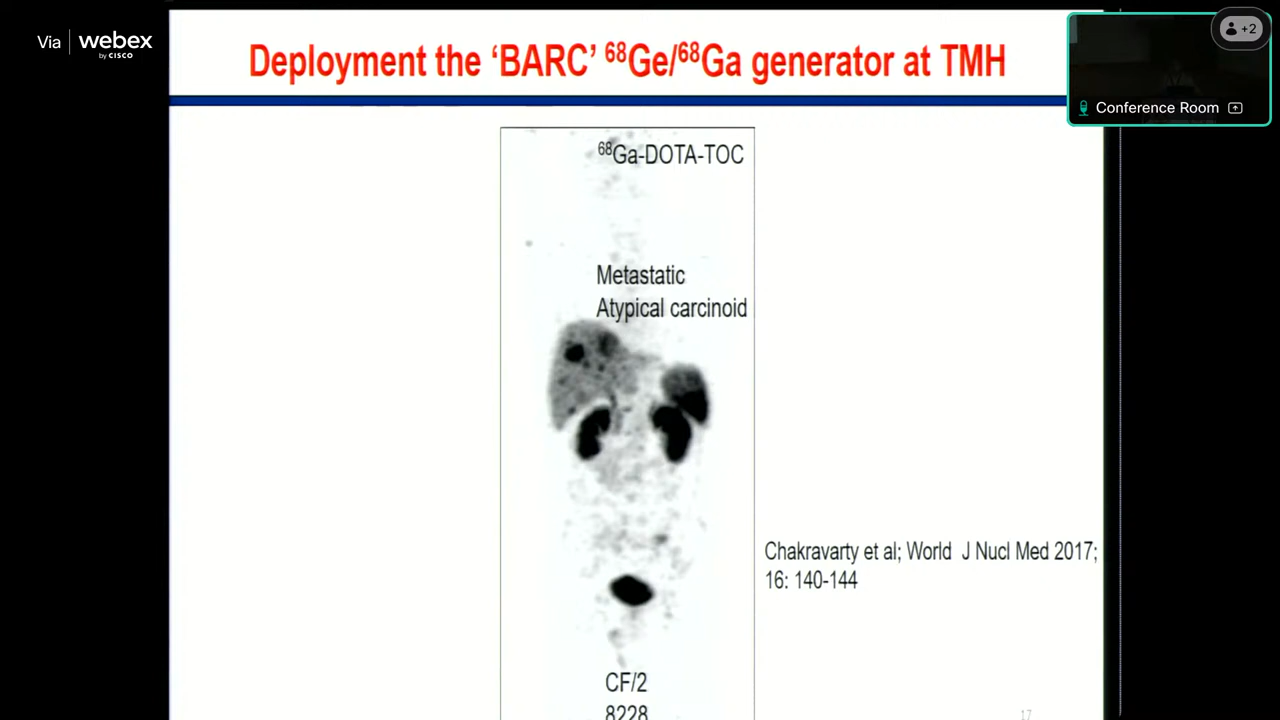 Via webex
by CISCO
Deployment the ‘BARC’ ⁶⁸Ge/⁶⁸Ga generator at TMH
+2
Conference Room
⁶⁸Ga-DOTA-TOC
Metastatic
Atypical carcinoid
Chakravarty et al; World J Nucl Med 2017;
16: 140-144
CF/2
8228
17